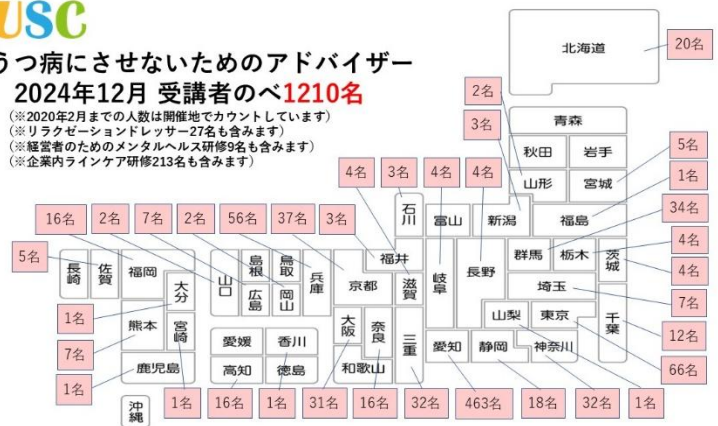 USC
うつ病にさせないためのアドバイザー
2024年12月 受講者のべ1210名
(※2020年2月までの人数は開催地でカウントしています)
(※リラクゼーションドレッサー27名も含みます)
(※経営者のためのメンタルヘルス研修9名も含みます)
(※企業内ラインケア研修213名も含みます)
北海道
20名
2名
青森
3名
秋田
岩手
5名
山形
宮城
1名
4名
3名
4名
4名
石川
富山
新潟
福島
34名
16名
2名
7名
2名
56名
37名
3名
福井
群馬
栃木
茨城
4名
5名
長崎
佐賀
福岡
大分
山口
島根
鳥取
広島
岡山
兵庫
京都
滋賀
岐阜
長野
埼玉
4名
7名
1名
熊本
宮崎
大阪
奈良
三重
山梨
東京
千葉
12名
7名
愛媛
香川
愛知
静岡
神奈川
66名
1名
鹿児島
高知
徳島
和歌山
沖縄
1名
16名
1名
31名
16名
32名
463名
18名
32名
1名